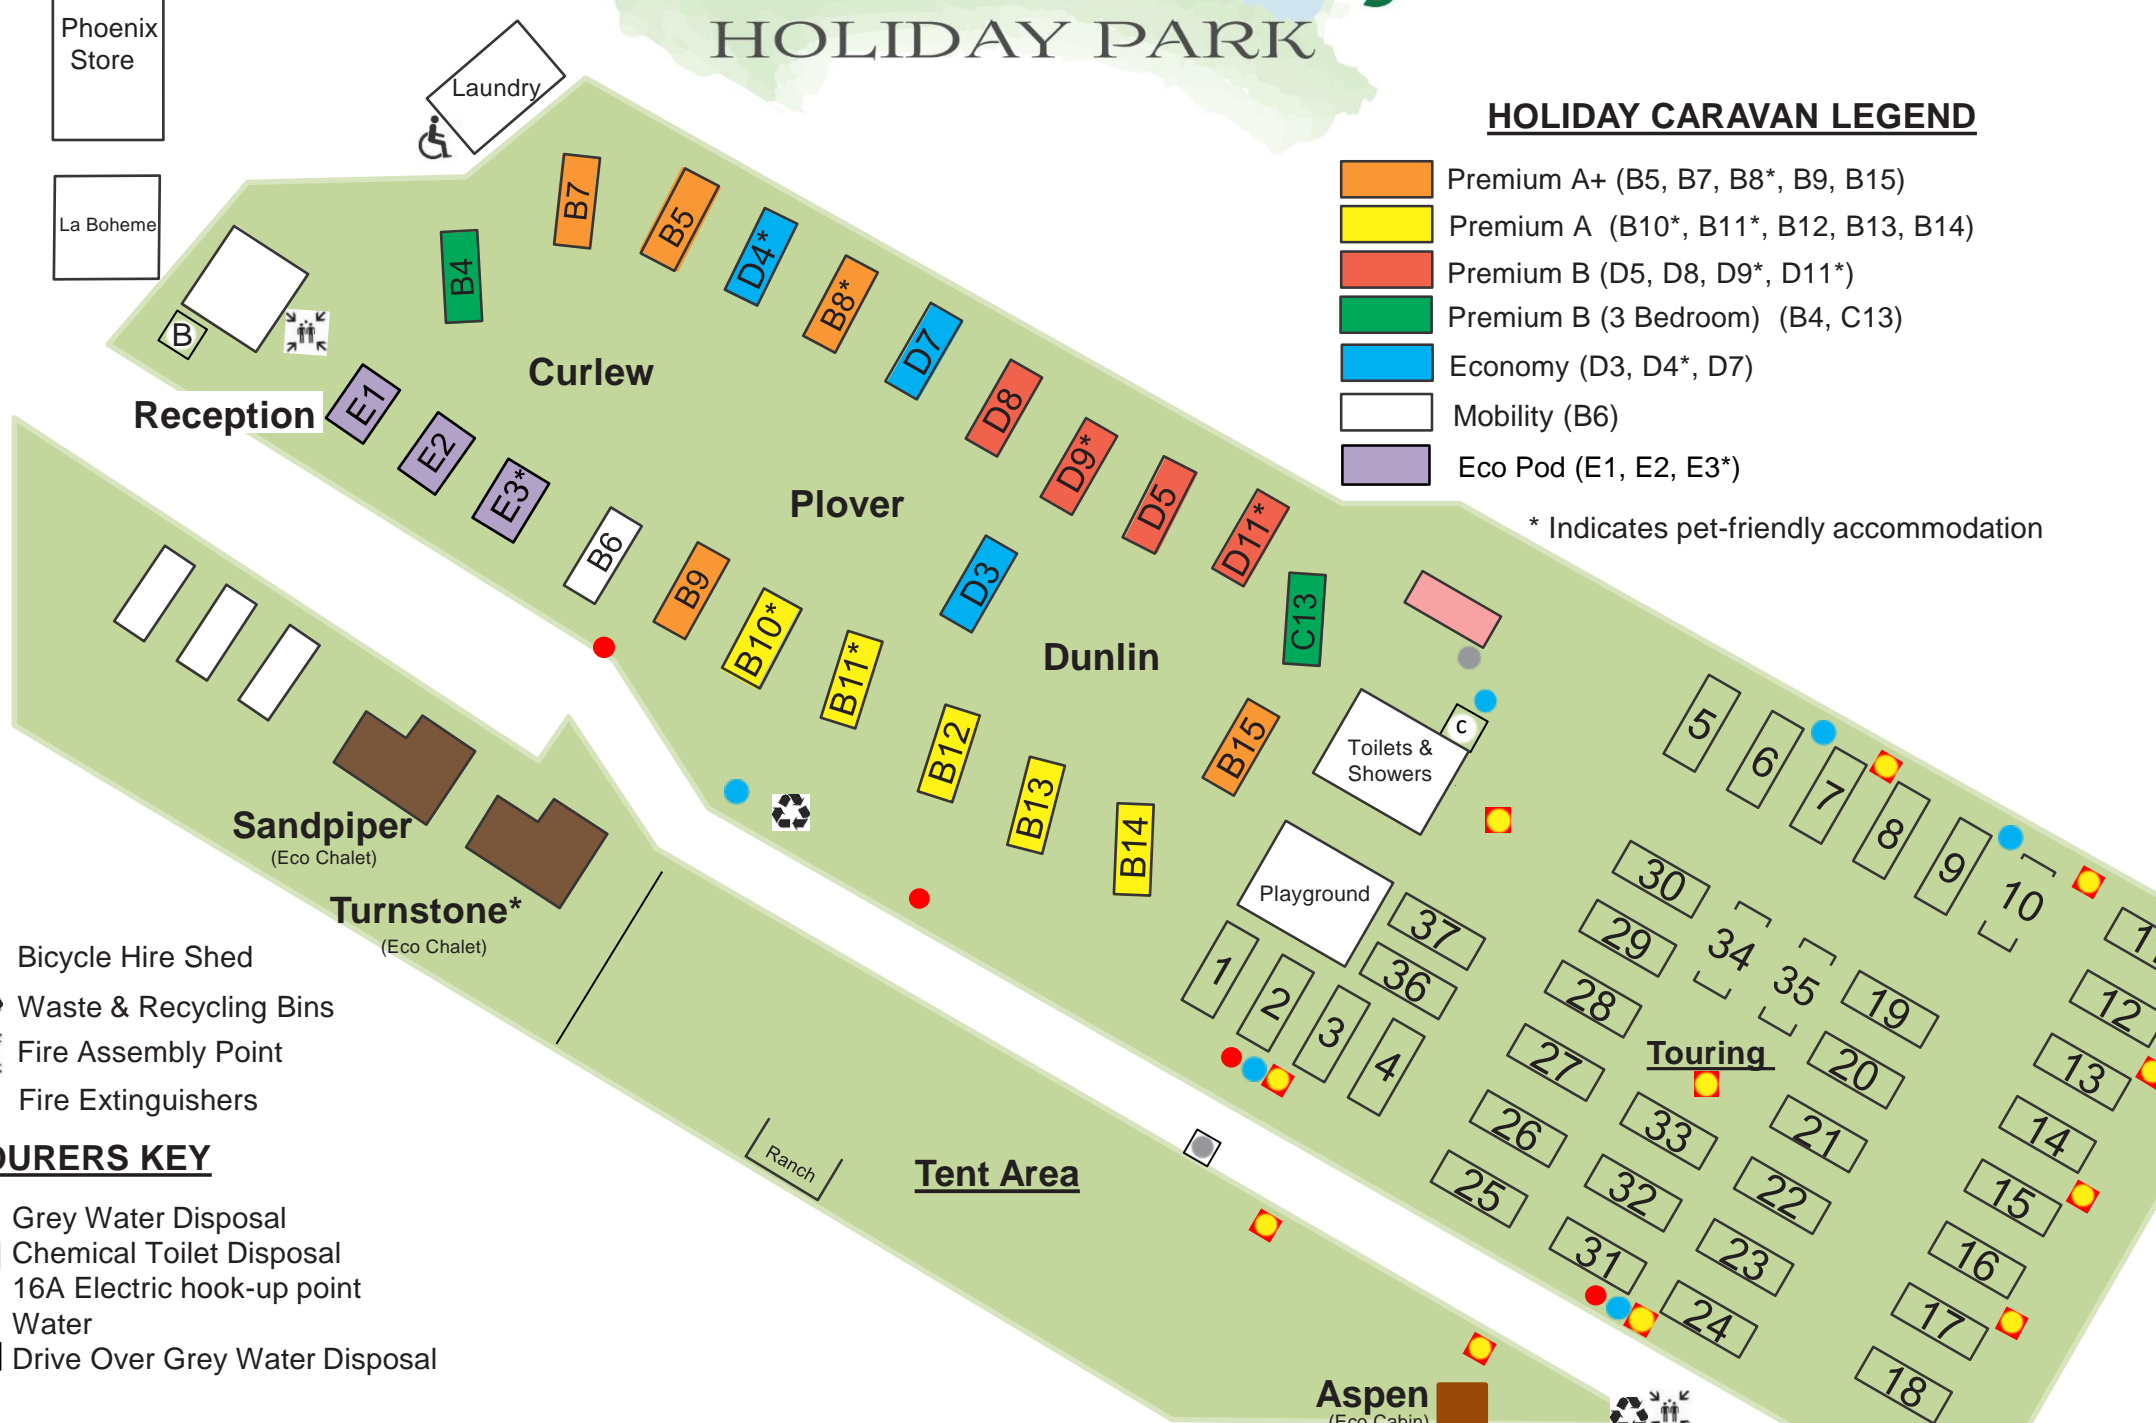 HOLIDAY PARK
Phoenix
Store
Laundry
La Boheme
B
Reception
HOLIDAY CARAVAN LEGEND
Premium A+ (B5, B7, B8*, B9, B15)
Premium A (B10*, B11*, B12, B13, B14)
Premium B (D5, D8, D9*, D11*)
Premium B (3 Bedroom) (B4, C13)
Economy (D3, D4*, D7)
Mobility (B6)
Eco Pod (E1, E2, E3*)
* Indicates pet-friendly accommodation
B7
B5
D4*
B8*
D7
D8
D9*
D5
D11*
C13
B4
Curlew
E1
E2
E3*
B6
B9
B10*
B11*
B12
B13
B14
B15
Plover
D3
Dunlin
Toilets &
Showers
c
Playground
Sandpiper
(Eco Chalet)
Turnstone*
(Eco Chalet)
5
6
7
8
9
10
12
13
14
15
16
17
18
30
29
28
27
26
25
34
35
19
20
21
22
23
24
33
32
31
Touring
37
36
1
2
3
4
Ranch
Tent Area
Aspen
(Eco Cabin)
Bicycle Hire Shed
Waste & Recycling Bins
Fire Assembly Point
Fire Extinguishers
OURERS KEY
Grey Water Disposal
Chemical Toilet Disposal
16A Electric hook-up point
Water
Drive Over Grey Water Disposal